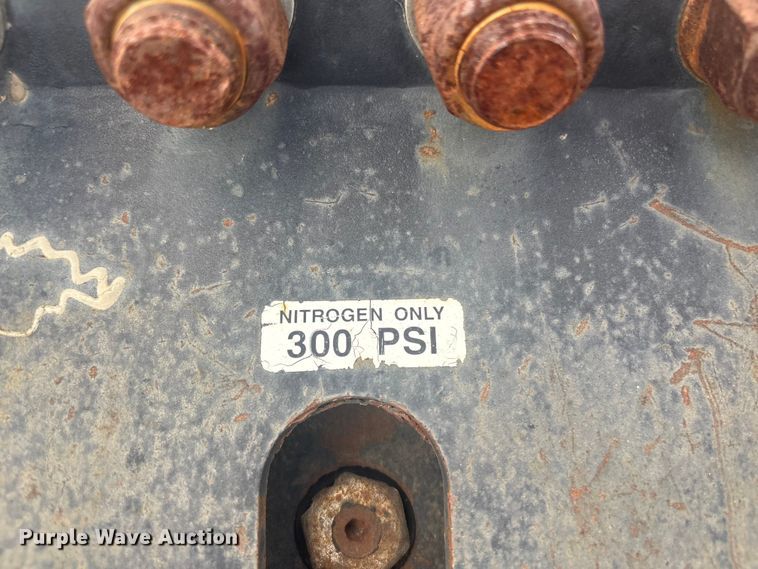 NITROGEN ONLY
300 PSI
Purple Wave Auction